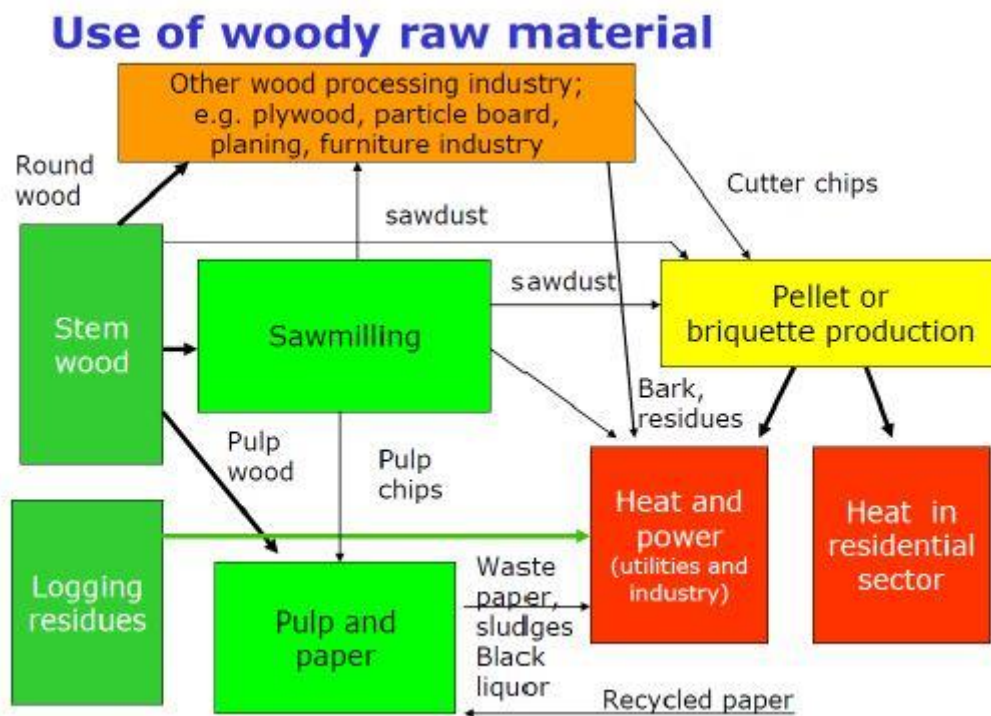 Use of woody raw material
Other wood processing industry;
e.g. plywood, particle board,
planing, furniture industry
Round
wood
Cutter chips
sawdust
sawdust
Stem
wood
Sawmilling
Pellet or
briquette production
Bark,
residues
Pulp
wood
Pulp
chips
Heat and
power
(utilities and
industry)
Heat in
residential
sector
Logging
residues
Pulp and
paper
Waste
paper,
sludges
Black
liquor
Recycled paper